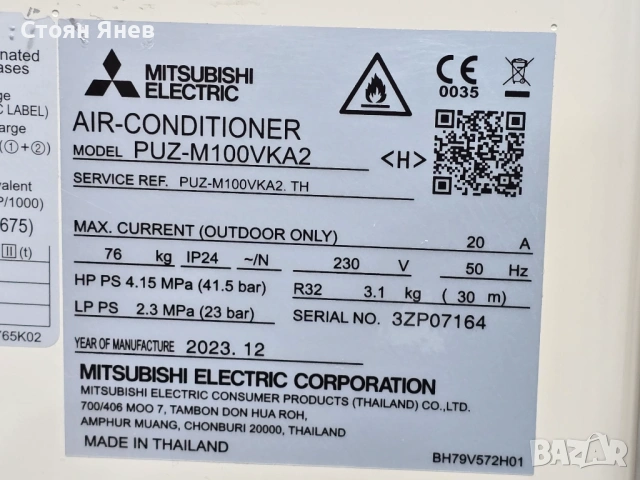 Стоян Янев
nated
ases
ge
C LABEL)
arge
(①+②)
valent
P/1000)
675)
II (t)
765K02
MITSUBISHI
ELECTRIC
CE
0035
AIR-CONDITIONER
MODEL PUZ-M100VKA2 <H>
SERVICE REF. PUZ-M100VKA2. TH
MAX. CURRENT (OUTDOOR ONLY) 20 A
76 kg IP24 ~/N 230 V 50 Hz
HP PS 4.15 MPa (41.5 bar) R32 3.1 kg ( 30 m)
LP PS 2.3 MPa (23 bar) SERIAL NO. 3ZP07164
YEAR OF MANUFACTURE 2023. 12
MITSUBISHI ELECTRIC CORPORATION
MITSUBISHI ELECTRIC CONSUMER PRODUCTS (THAILAND) CO., LTD.
700/406 MOO 7, TAMBON DON HUA ROH,
AMPHUR MUANG, CHONBURI 20000, THAILAND
MADE IN THAILAND BH79V572H01
BAZAR
bg